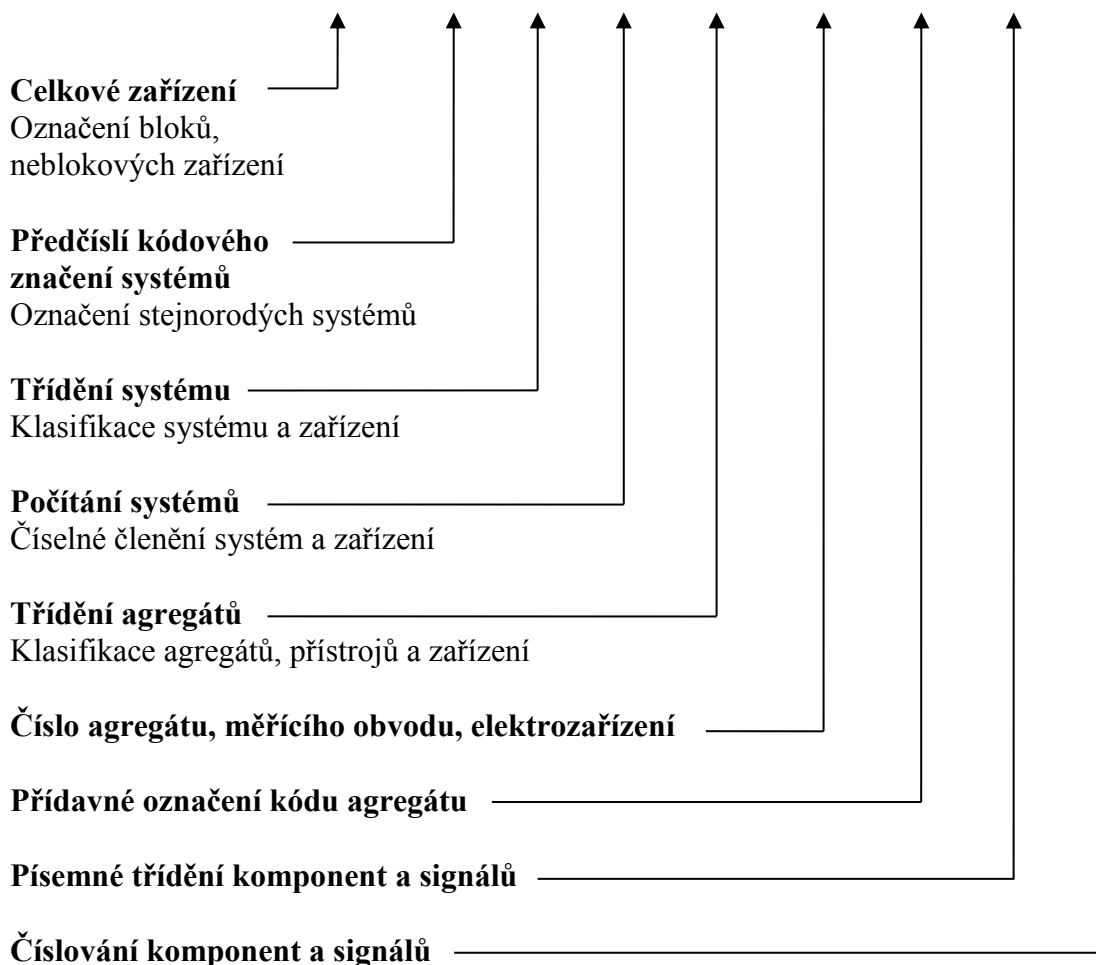 Celkové zařízení
Označení bloků,
neblokových zařízení
Předčíslí kódového
značení systémů
Označení stejnorodých systémů
Třídění systému
Klasifikace systému a zařízení
Počítání systémů
Číselné členění systém a zařízení
Třídění agregátů
Klasifikace agregátů, přístrojů a zařízení
Číslo agregátu, měřícího obvodu, elektrozařízení
Přídavné označení kódu agregátu
Písemné třídění komponent a signálů
Číslování komponent a signálů